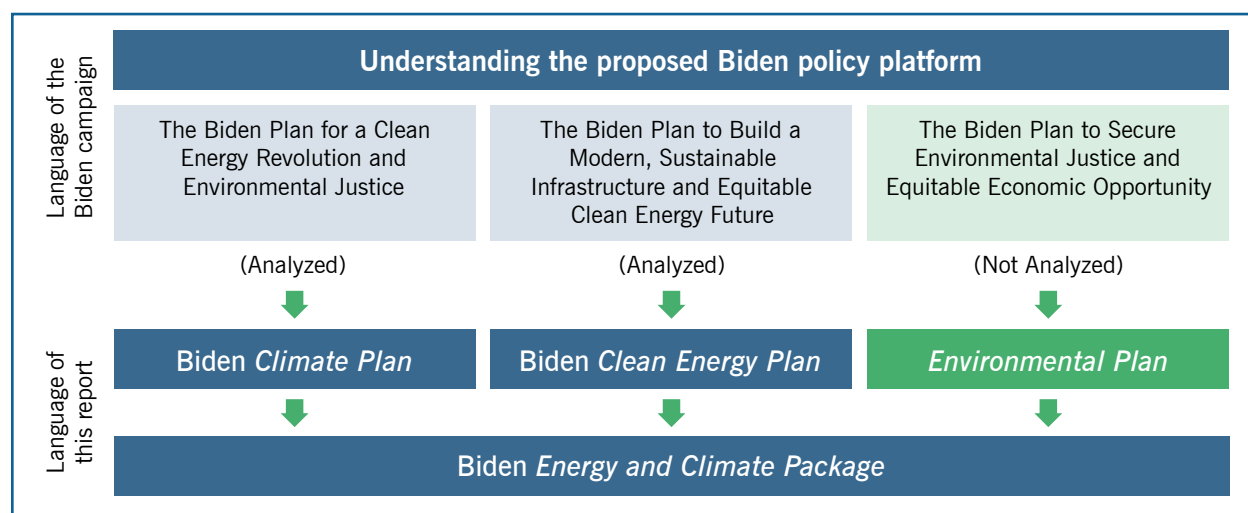 Language of the
Biden campaign
Understanding the proposed Biden policy platform
The Biden Plan for a Clean
Energy Revolution and
Environmental Justice
The Biden Plan to Build a
Modern, Sustainable
Infrastructure and Equitable
Clean Energy Future
The Biden Plan to Secure
Environmental Justice and
Equitable Economic Opportunity
(Analyzed)
(Analyzed)
(Not Analyzed)
Language of
this report
Biden Climate Plan
Biden Clean Energy Plan
Environmental Plan
Biden Energy and Climate Package